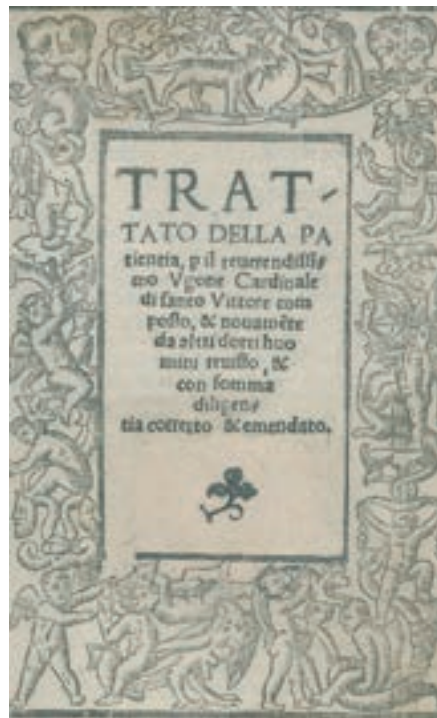 TRAT-
TATO DELLA PA
tientia, p il reuerendissi-
mo Vgone Cardinale
di santo Vittore com
posto, & nouamēte
da altri dotti huo
mini reuisto, &
con somma
diligen-
tia corretto & emendato.